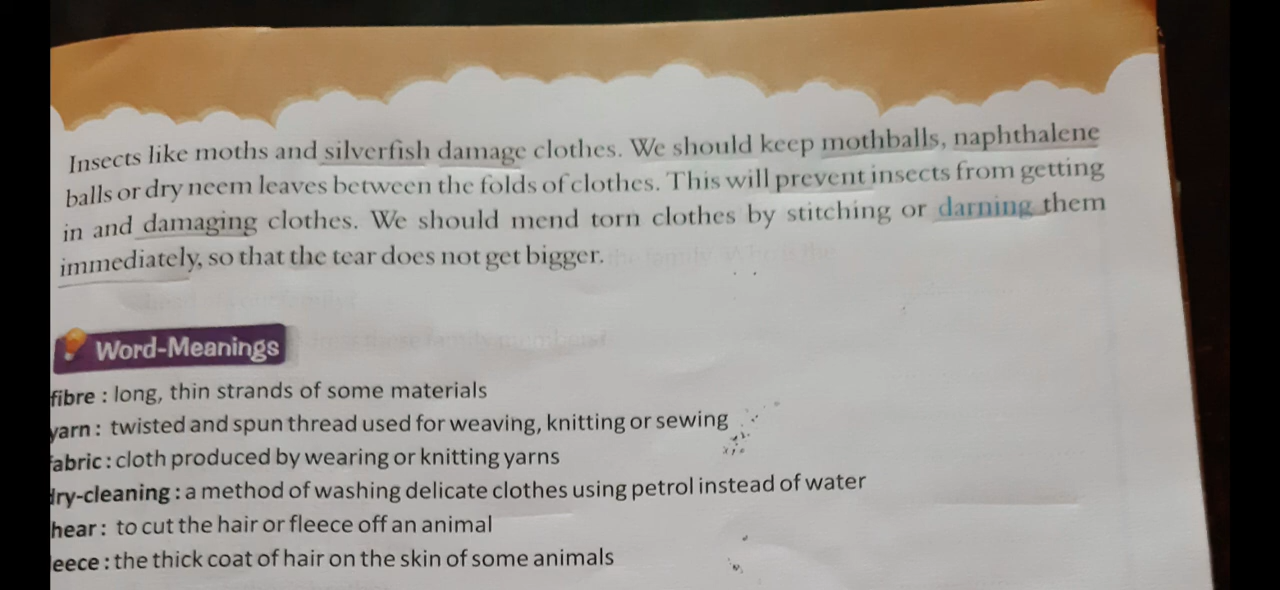 Insects like moths and silverfish damage clothes. We should keep mothballs, naphthalene
balls or dry neem leaves between the folds of clothes. This will prevent insects from getting
in and damaging clothes. We should mend torn clothes by stitching or darning them
immediately, so that the tear does not get bigger.
Word-Meanings
fibre : long, thin strands of some materials
yarn : twisted and spun thread used for weaving, knitting or sewing
fabric : cloth produced by wearing or knitting yarns
dry-cleaning : a method of washing delicate clothes using petrol instead of water
hear : to cut the hair or fleece off an animal
eece : the thick coat of hair on the skin of some animals